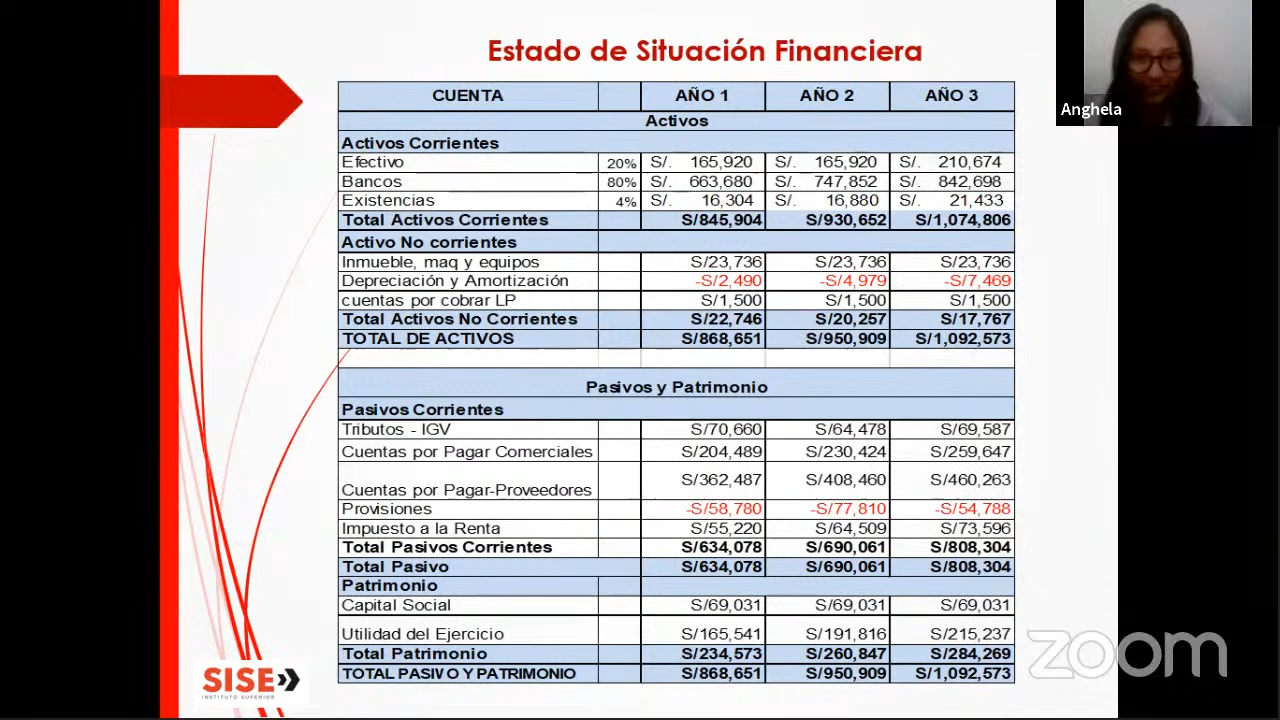 Estado de Situación Financiera
Anghela
CUENTA AÑO 1 AÑO 2 AÑO 3
Activos
Activos Corrientes
Efectivo 20% S/. 165,920 S/. 165,920 S/. 210,674
Bancos 80% S/. 663,680 S/. 747,852 S/. 842,698
Existencias 4% S/. 16,304 S/. 16,880 S/. 21,433
Total Activos Corrientes S/845,904 S/930,652 S/1,074,806
Activo No corrientes
Inmueble, maq y equipos S/23,736 S/23,736 S/23,736
Depreciación y Amortización -S/2,490 -S/4,979 -S/7,469
cuentas por cobrar LP S/1,500 S/1,500 S/1,500
Total Activos No Corrientes S/22,746 S/20,257 S/17,767
TOTAL DE ACTIVOS S/868,651 S/950,909 S/1,092,573
Pasivos y Patrimonio
Pasivos Corrientes
Tributos - IGV S/70,660 S/64,478 S/69,587
Cuentas por Pagar Comerciales S/204,489 S/230,424 S/259,647
Cuentas por Pagar-Proveedores S/362,487 S/408,460 S/460,263
Provisiones -S/58,780 -S/77,810 -S/54,788
Impuesto a la Renta S/55,220 S/64,509 S/73,596
Total Pasivos Corrientes S/634,078 S/690,061 S/808,304
Total Pasivo S/634,078 S/690,061 S/808,304
Patrimonio
Capital Social S/69,031 S/69,031 S/69,031
Utilidad del Ejercicio S/165,541 S/191,816 S/215,237
Total Patrimonio S/234,573 S/260,847 S/284,269
TOTAL PASIVO Y PATRIMONIO S/868,651 S/950,909 S/1,092,573
SISE
INSTITUTO SUPERIOR
zoom